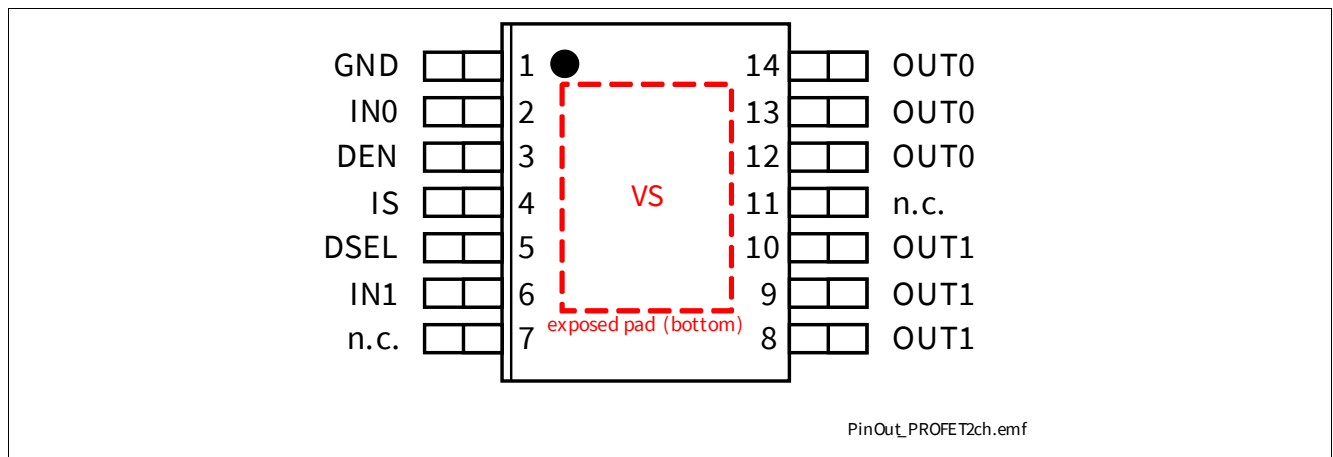 GND 1 14 OUT0
IN0 2 13 OUT0
DEN 3 12 OUT0
IS 4 VS 11 n.c.
DSEL 5 10 OUT1
IN1 6 9 OUT1
exposed pad (bottom)
n.c. 7 8 OUT1
PinOut_PROFET2ch.emf